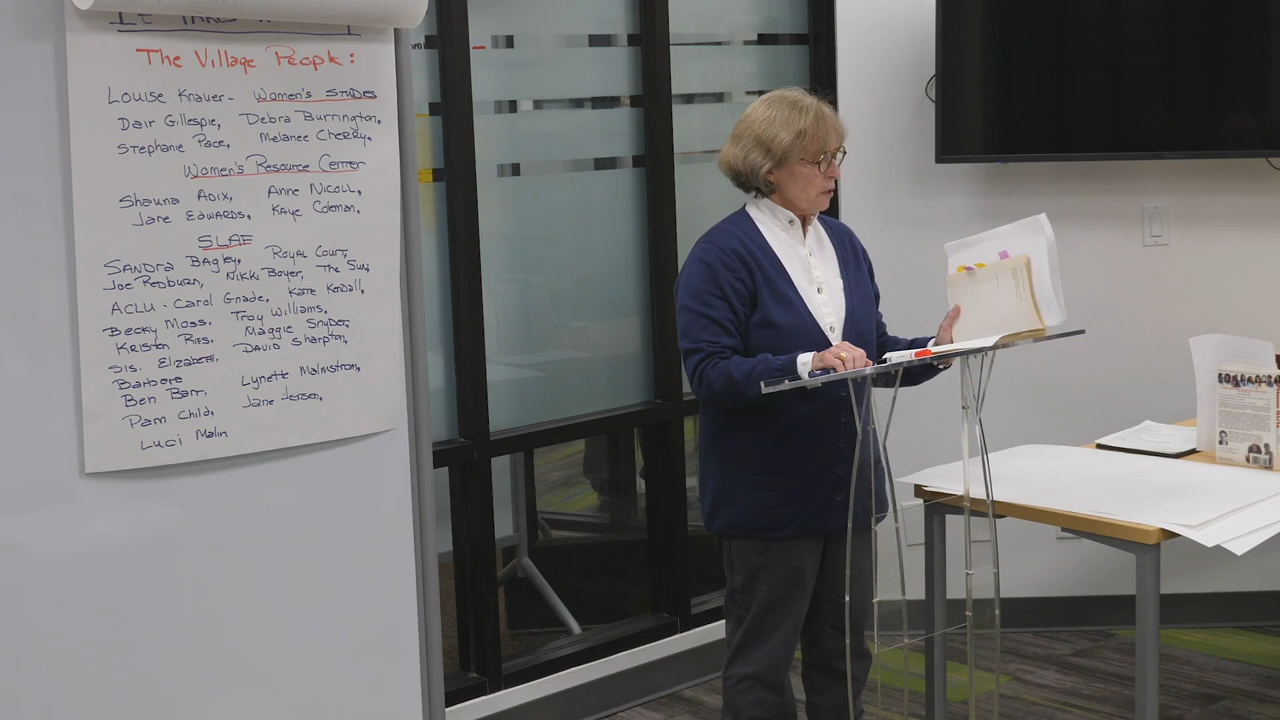 The Village People:
Louise Knauer - Women's Studies
Dair Gillespie, Debra Burrington,
Stephanie Pace, Melanee Cherry.
Women's Resource Center
Shauna Adix, Anne Nicoll,
Jane Edwards, Kaye Coleman,
SLAF
Sandra Bagley, Royal Court,
Joe Redburn, Nikki Boyer, The Sun,
ACLU - Carol Gnade, Kate Kendall,
Becky Moss, Troy Williams,
Kristen Ries, Maggie Snyder,
Sis. Elizabeth, David Sharpton,
Barbara Lynette Malmstrom,
Ben Barr, Jane Jensen,
Pam Child,
Luci Malin